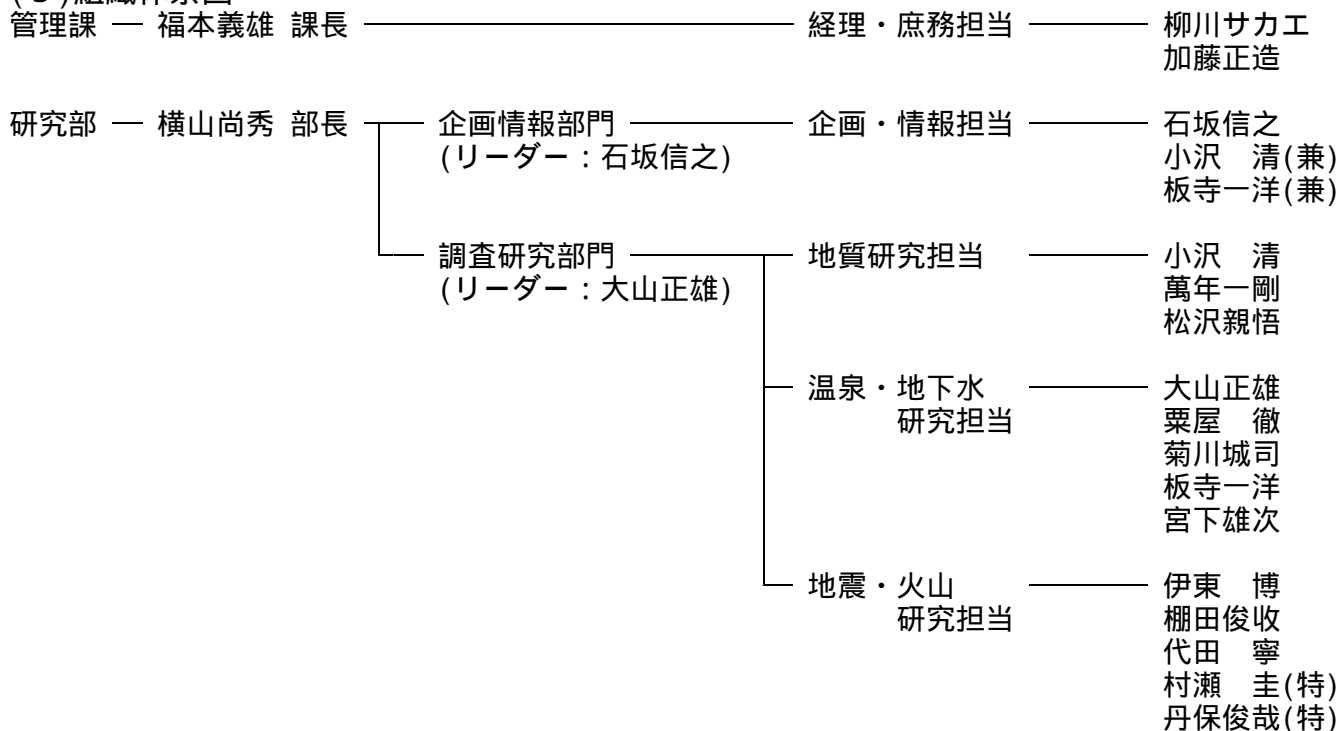 (3)組織体系図
管理課 福本義雄 課長 経理・庶務担当 柳川サカエ
加藤正造
研究部 横山尚秀 部長 企画情報部門 企画・情報担当 石坂信之
(リーダー：石坂信之) 小沢 清(兼)
板寺一洋(兼)
調査研究部門 地質研究担当 小沢 清
(リーダー：大山正雄) 萬年一剛
松沢親悟
温泉・地下水 大山正雄
研究担当 粟屋 徹
菊川城司
板寺一洋
宮下雄次
地震・火山 伊東 博
研究担当 棚田俊收
代田 寧
村瀬 圭(特)
丹保俊哉(特)